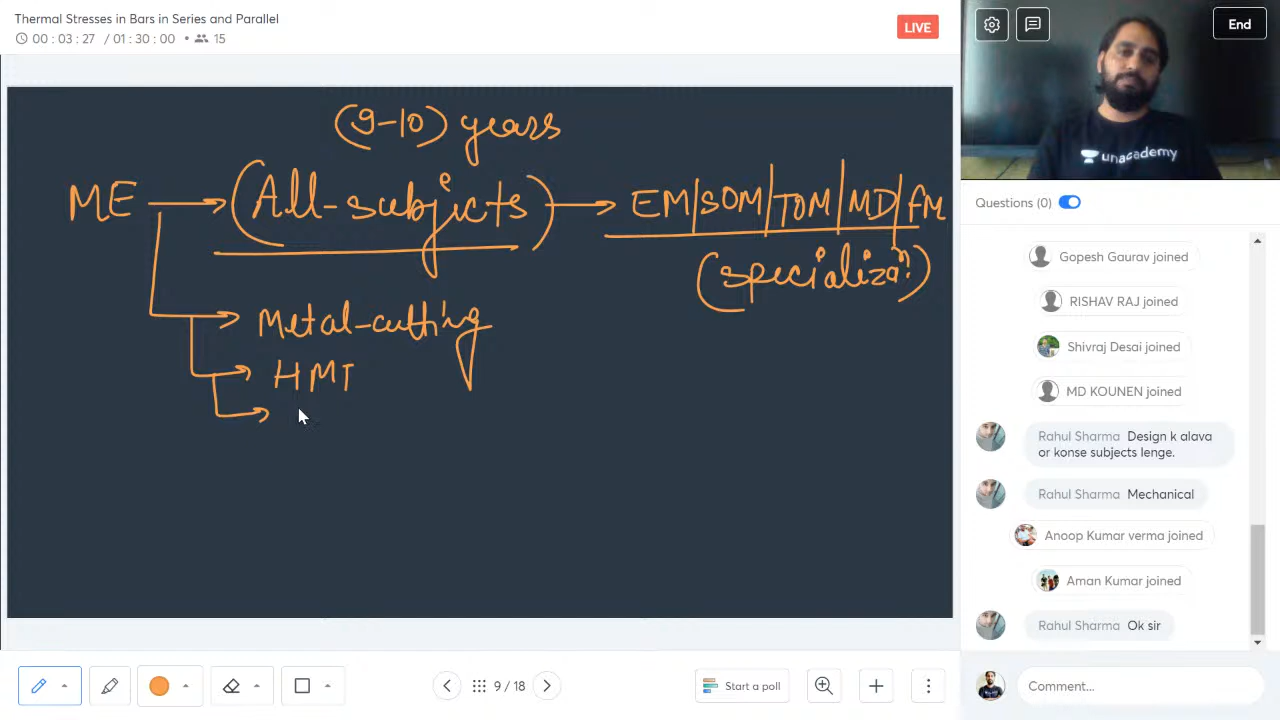 Thermal Stresses in Bars in Series and Parallel
00 : 03 : 27 / 01 : 30 : 00 • 15
LIVE
End
(9-10) years
ME → (All-subjects) → EM/SOM/TOM/MD/FM
(specializan)
Metal-cutting
HMT
unacademy
Questions (0)
Gopesh Gaurav joined
RISHAV RAJ joined
Shivraj Desai joined
MD KOUNEN joined
Rahul Sharma Design k alava
or konse subjects lenge.
Rahul Sharma Mechanical
Anoop Kumar verma joined
Aman Kumar joined
Rahul Sharma Ok sir
9 / 18
Start a poll
Comment...